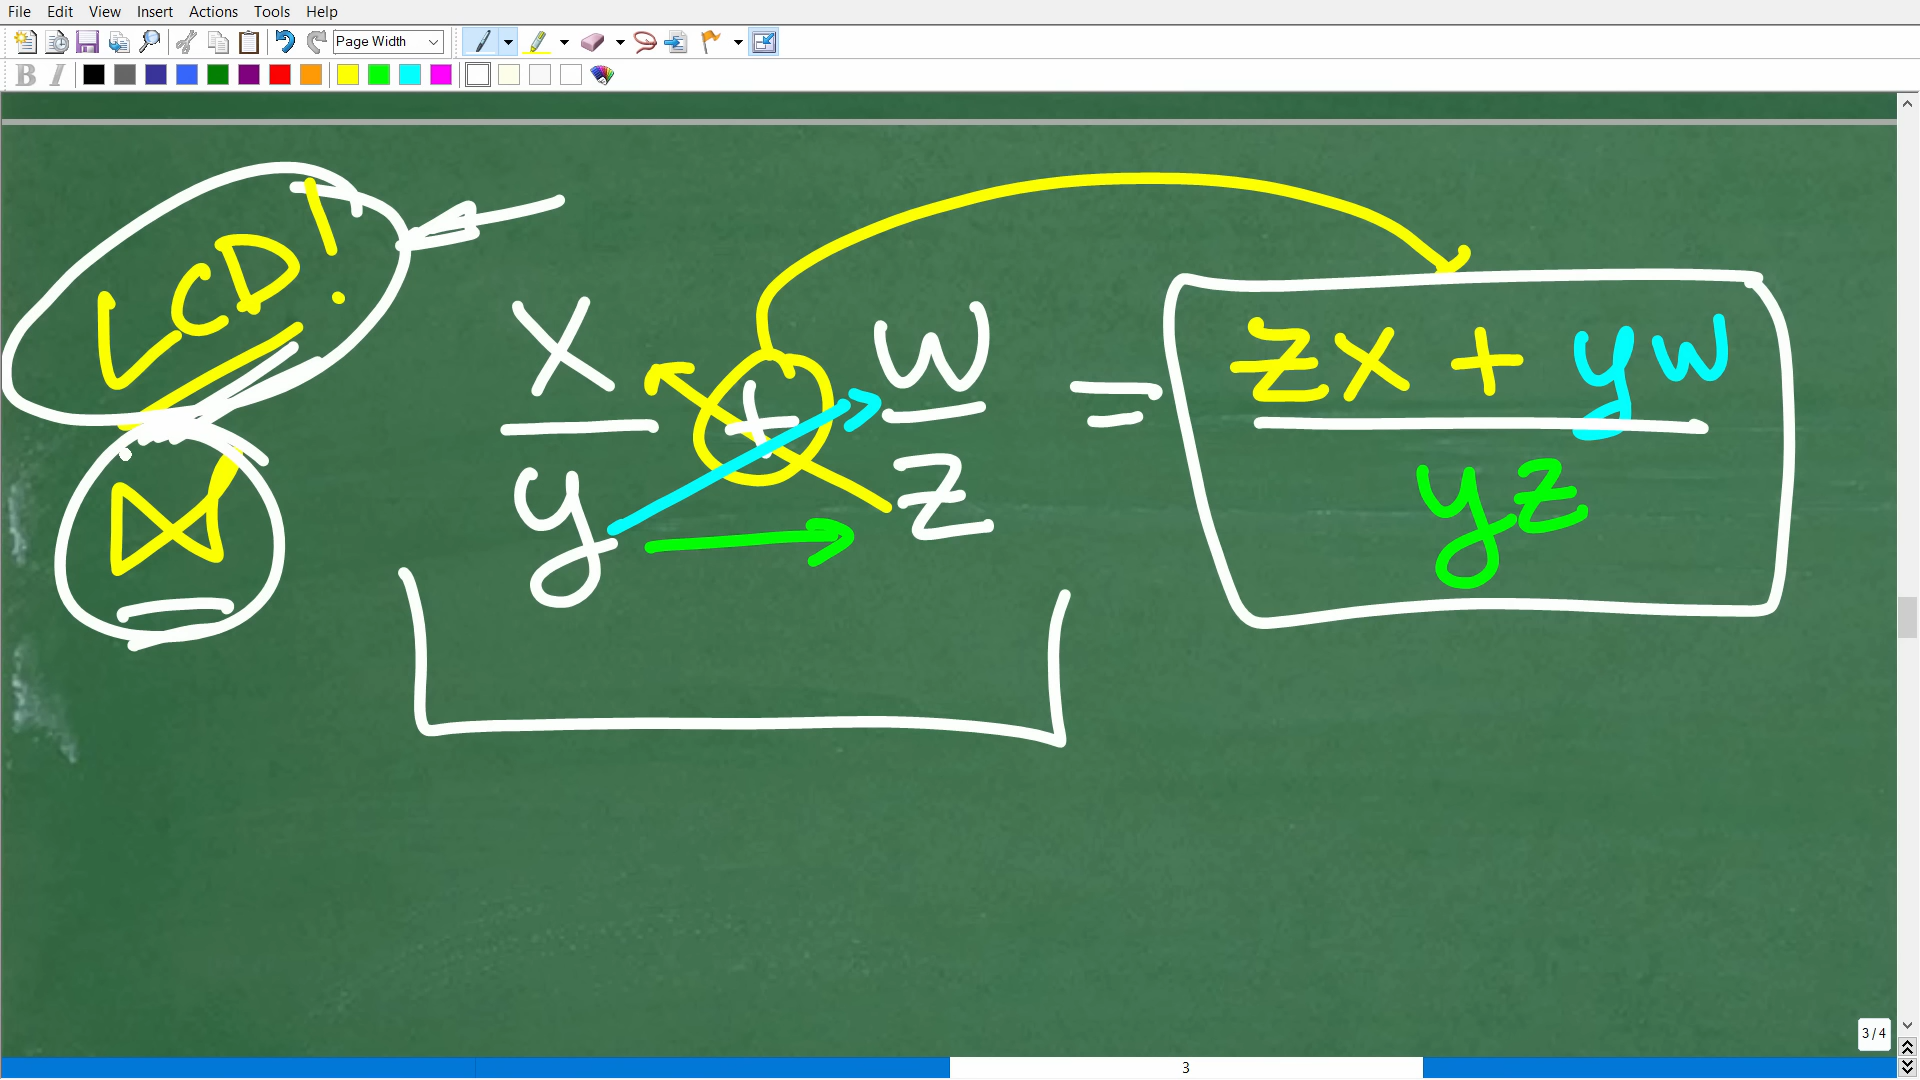 File Edit View Insert Actions Tools Help
Page Width
B I
LCD!
x/y + w/z = (zx + yw)/yz
3 / 4
3